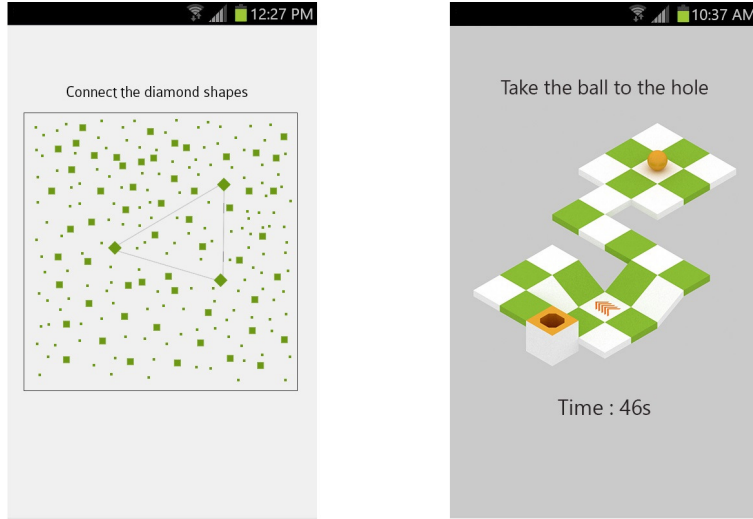 12:27 PM
Connect the diamond shapes
10:37 AM
Take the ball to the hole
Time : 46s